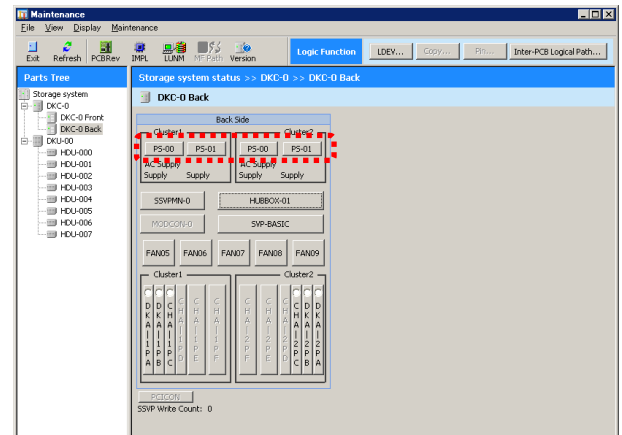 Maintenance
File View Display Maintenance
Exit Refresh PCBRev IMPL LUNM MF Path Version Logic Function LDEV... Copy... Pin... Inter-PCB Logical Path...
Parts Tree
Storage system status >> DKC-0 >> DKC-0 Back
Storage system
DKC-0
DKC-0 Front
DKC-0 Back
DKU-00
HDU-000
HDU-001
HDU-002
HDU-003
HDU-004
HDU-005
HDU-006
HDU-007
DKC-0 Back
Back Side
Cluster1 Cluster2
PS-00 PS-01 PS-00 PS-01
AC Supply AC Supply
Supply Supply Supply Supply
SSVPMN-0 HUBBOX-01
MODCON-0 SVP-BASIC
FAN05 FAN06 FAN07 FAN08 FAN09
Cluster1 Cluster2
DKA|1PA DKA|1PB CHA|1PC CHA|1PD CHA|1PE CHA|1PF CHA|2PF CHA|2PE CHA|2PD CHA|2PC DKA|2PB DKA|2PA
PCICON
SSVP Write Count: 0